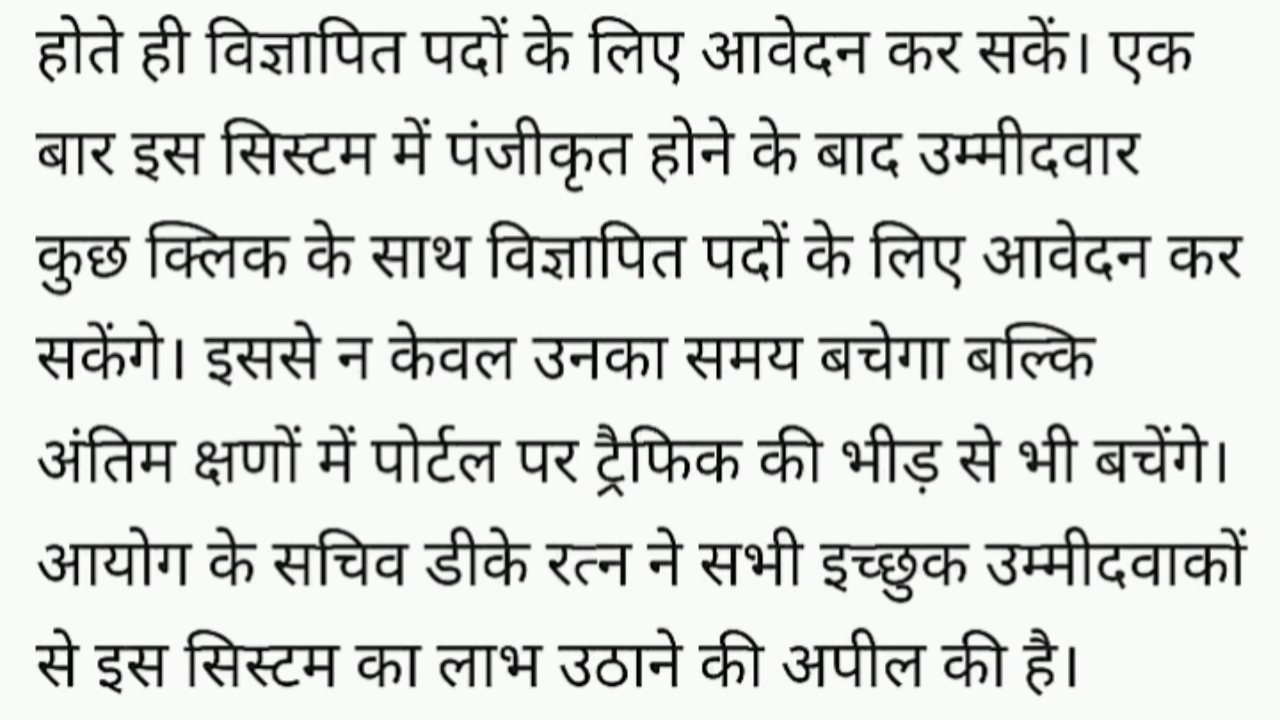 होते ही विज्ञापित पदों के लिए आवेदन कर सकें। एक
बार इस सिस्टम में पंजीकृत होने के बाद उम्मीदवार
कुछ क्लिक के साथ विज्ञापित पदों के लिए आवेदन कर
सकेंगे। इससे न केवल उनका समय बचेगा बल्कि
अंतिम क्षणों में पोर्टल पर ट्रैफिक की भीड़ से भी बचेंगे।
आयोग के सचिव डीके रत्न ने सभी इच्छुक उम्मीदवाकों
से इस सिस्टम का लाभ उठाने की अपील की है।